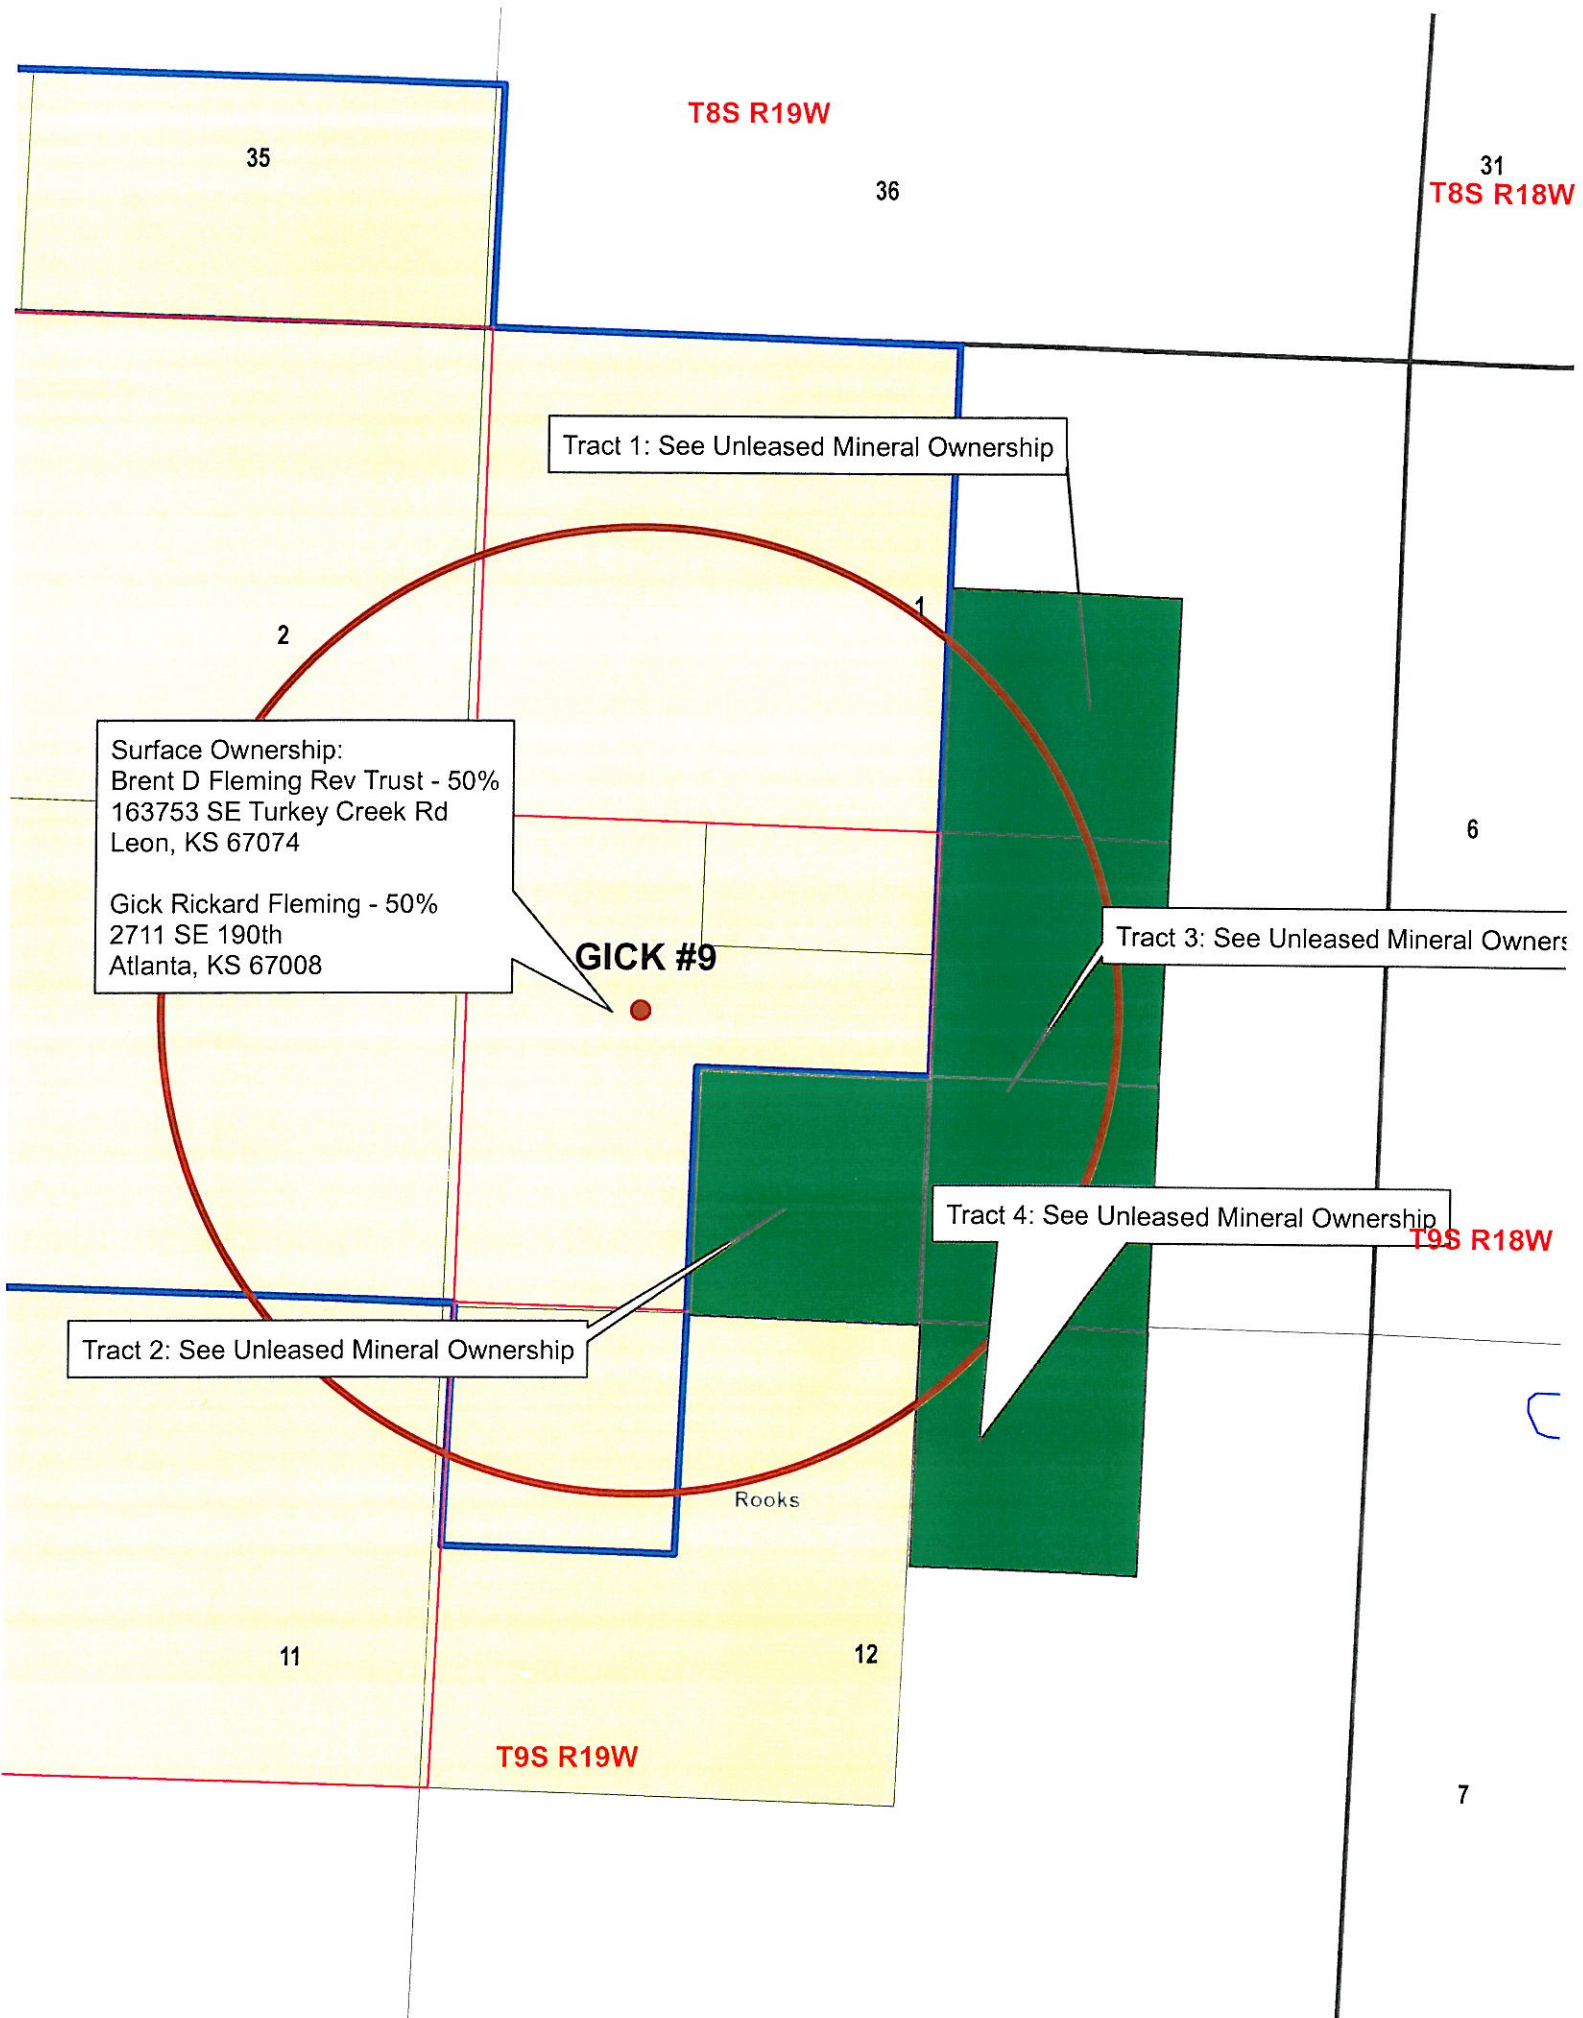 T8S R19W
35
36
31
T8S R18W
Tract 1: See Unleased Mineral Ownership
1
2
Surface Ownership:
Brent D Fleming Rev Trust - 50%
163753 SE Turkey Creek Rd
Leon, KS 67074
Gick Rickard Fleming - 50%
2711 SE 190th
Atlanta, KS 67008
6
GICK #9
Tract 3: See Unleased Mineral Owners
Tract 4: See Unleased Mineral Ownership
T9S R18W
Tract 2: See Unleased Mineral Ownership
Rooks
11
12
T9S R19W
7